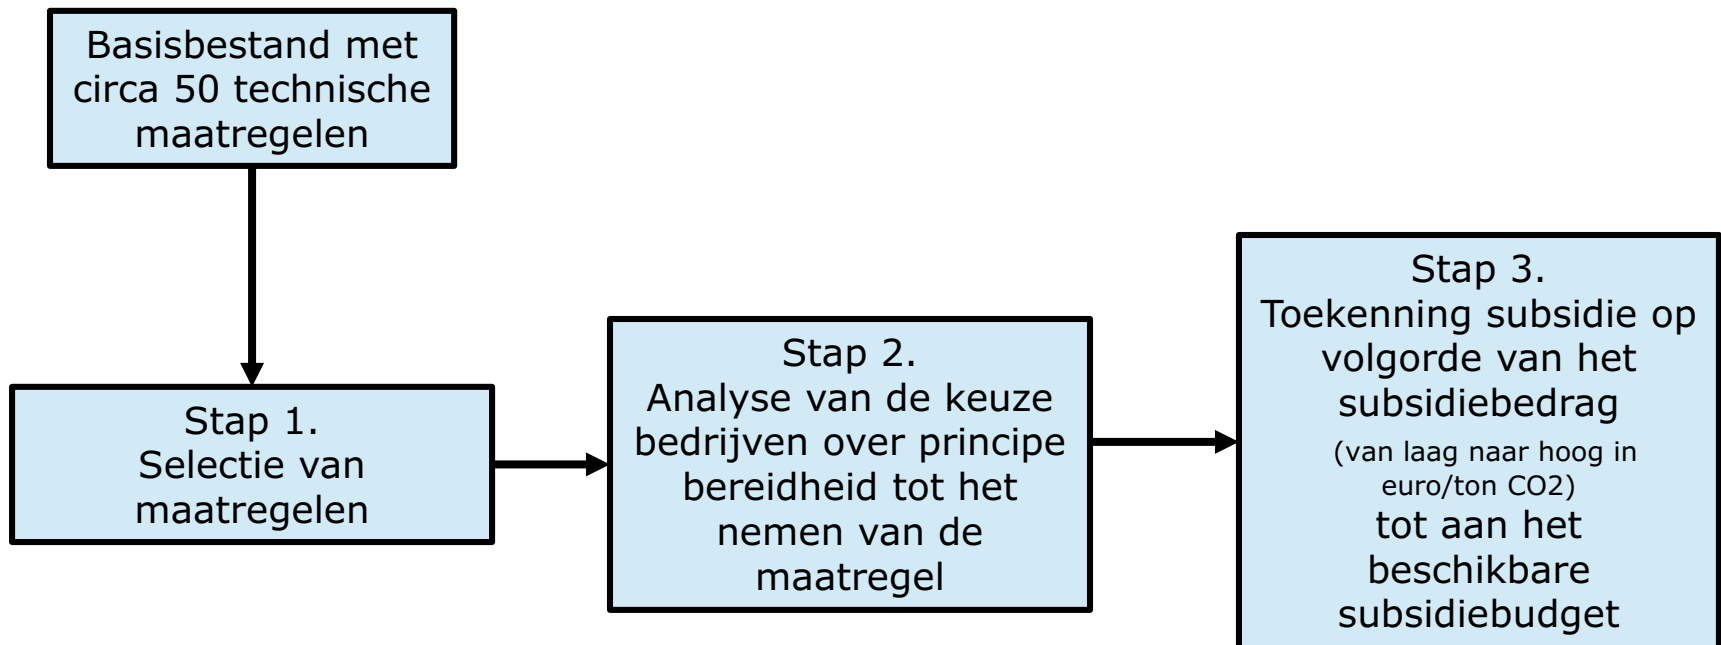 Basisbestand met
circa 50 technische
maatregelen
Stap 1.
Selectie van
maatregelen
Stap 2.
Analyse van de keuze
bedrijven over principe
bereidheid tot het
nemen van de
maatregel
Stap 3.
Toekenning subsidie op
volgorde van het
subsidiebedrag
(van laag naar hoog in
euro/ton CO2)
tot aan het
beschikbare
subsidiebudget